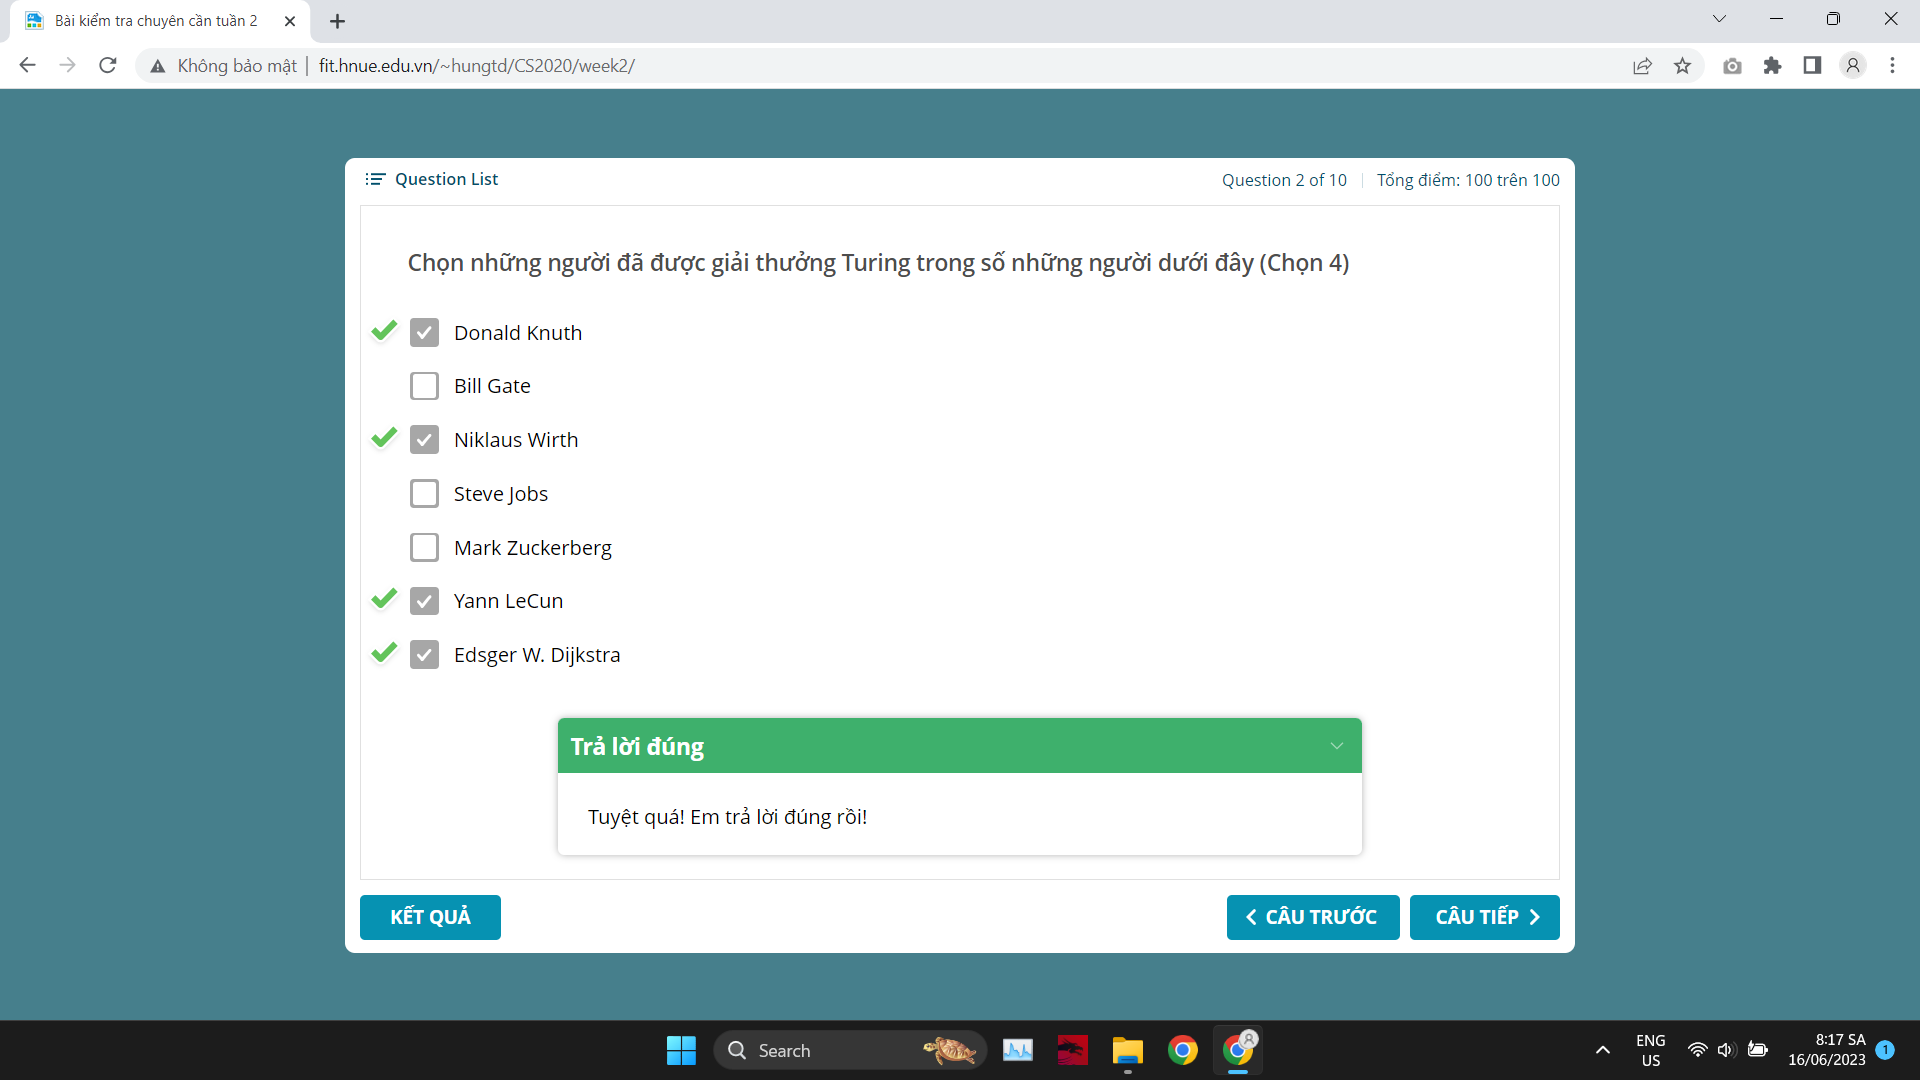 Bài kiểm tra chuyên cần tuần 2
Không bảo mật | fit.hnue.edu.vn/~hungtd/CS2020/week2/
Question List
Question 2 of 10 | Tổng điểm: 100 trên 100
Chọn những người đã được giải thưởng Turing trong số những người dưới đây (Chọn 4)
Donald Knuth
Bill Gate
Niklaus Wirth
Steve Jobs
Mark Zuckerberg
Yann LeCun
Edsger W. Dijkstra
Trả lời đúng
Tuyệt quá! Em trả lời đúng rồi!
KẾT QUẢ
CÂU TRƯỚC
CÂU TIẾP
Search
ENG
US
8:17 SA
16/06/2023
1